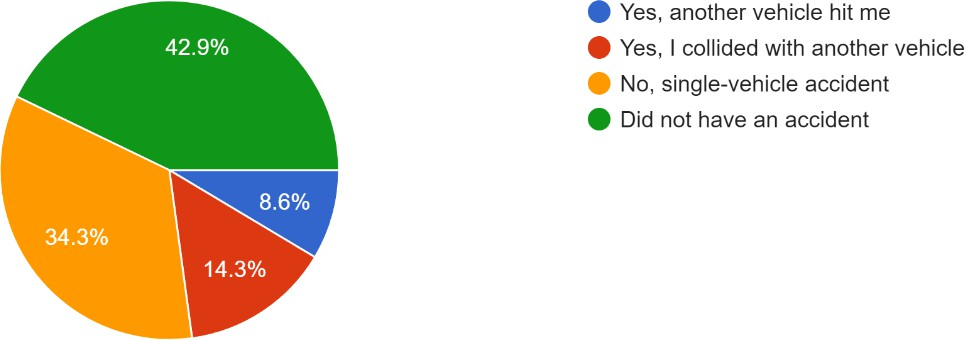 Yes, another vehicle hit me
Yes, I collided with another vehicle
No, single-vehicle accident
Did not have an accident
42.9%
8.6%
34.3%
14.3%